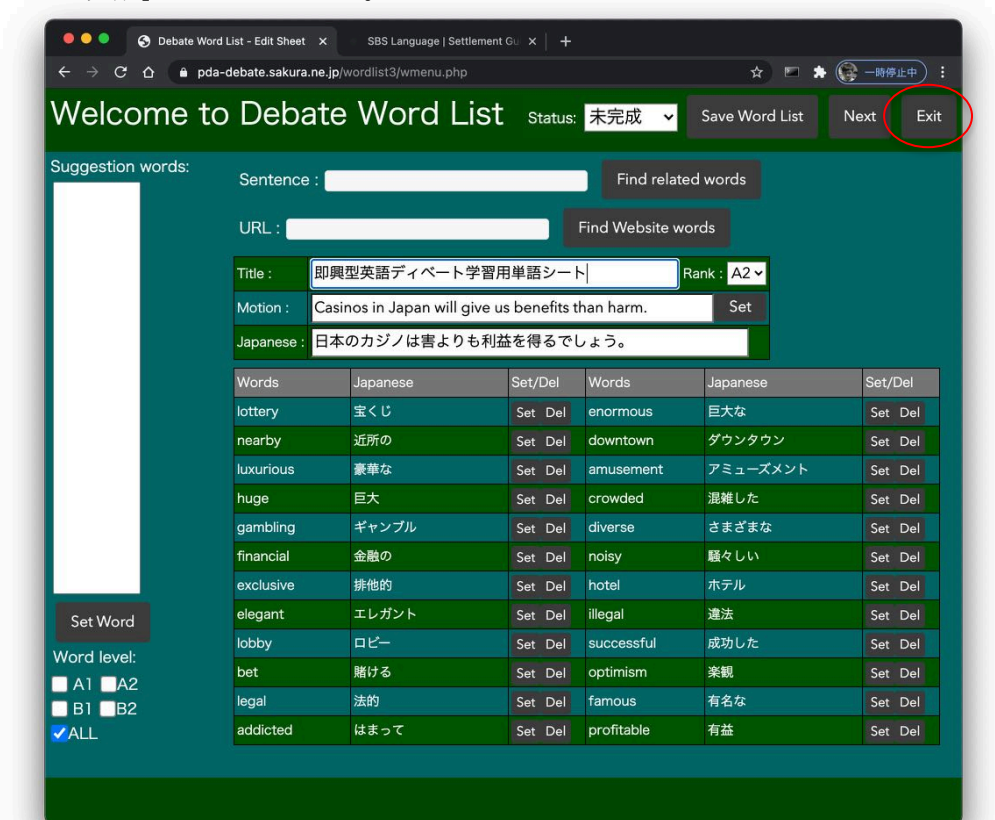 Debate Word List - Edit Sheet
SBS Language | Settlement Gu
pda-debate.sakura.ne.jp/wordlist3/wmenu.php
一時停止中
Welcome to Debate Word List Status: 未完成 Save Word List Next Exit
Suggestion words:
Sentence : Find related words
URL : Find Website words
Title : 即興型英語ディベート学習用単語シート Rank : A2
Motion : Casinos in Japan will give us benefits than harm. Set
Japanese : 日本のカジノは害よりも利益を得るでしょう。
Words Japanese Set/Del Words Japanese Set/Del
lottery 宝くじ Set Del enormous 巨大な Set Del
nearby 近所の Set Del downtown ダウンタウン Set Del
luxurious 豪華な Set Del amusement アミューズメント Set Del
huge 巨大 Set Del crowded 混雑した Set Del
gambling ギャンブル Set Del diverse さまざまな Set Del
financial 金融の Set Del noisy 騒々しい Set Del
exclusive 排他的 Set Del hotel ホテル Set Del
elegant エレガント Set Del illegal 違法 Set Del
lobby ロビー Set Del successful 成功した Set Del
bet 賭ける Set Del optimism 楽観 Set Del
legal 法的 Set Del famous 有名な Set Del
addicted はまって Set Del profitable 有益 Set Del
Set Word
Word level:
A1 A2
B1 B2
ALL